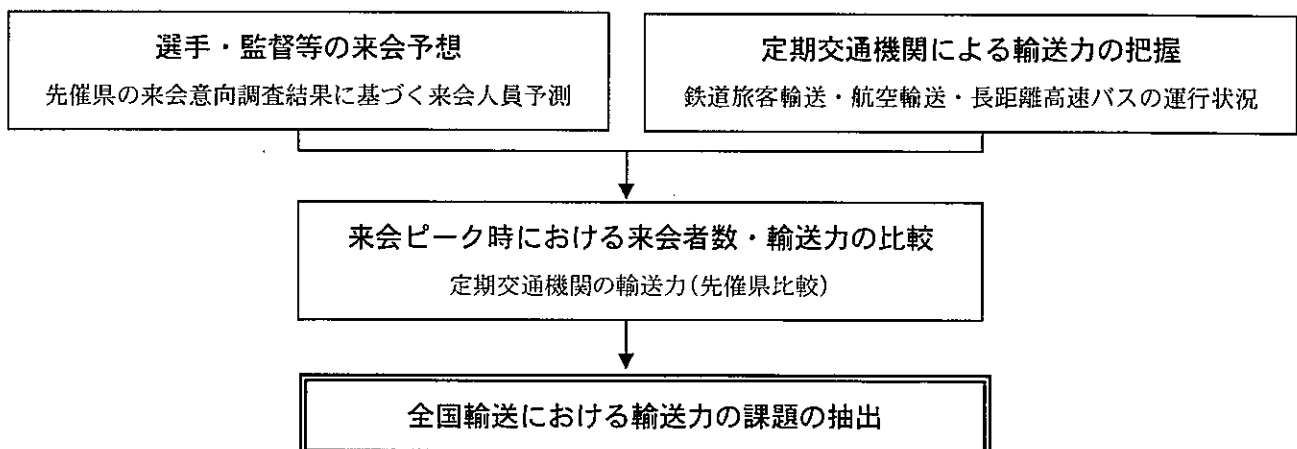 選手・監督等の来会予想
先催県の来会意向調査結果に基づく来会人員予測
定期交通機関による輸送力の把握
鉄道旅客輸送・航空輸送・長距離高速バスの運行状況
来会ピーク時における来会者数・輸送力の比較
定期交通機関の輸送力(先催県比較)
全国輸送における輸送力の課題の抽出